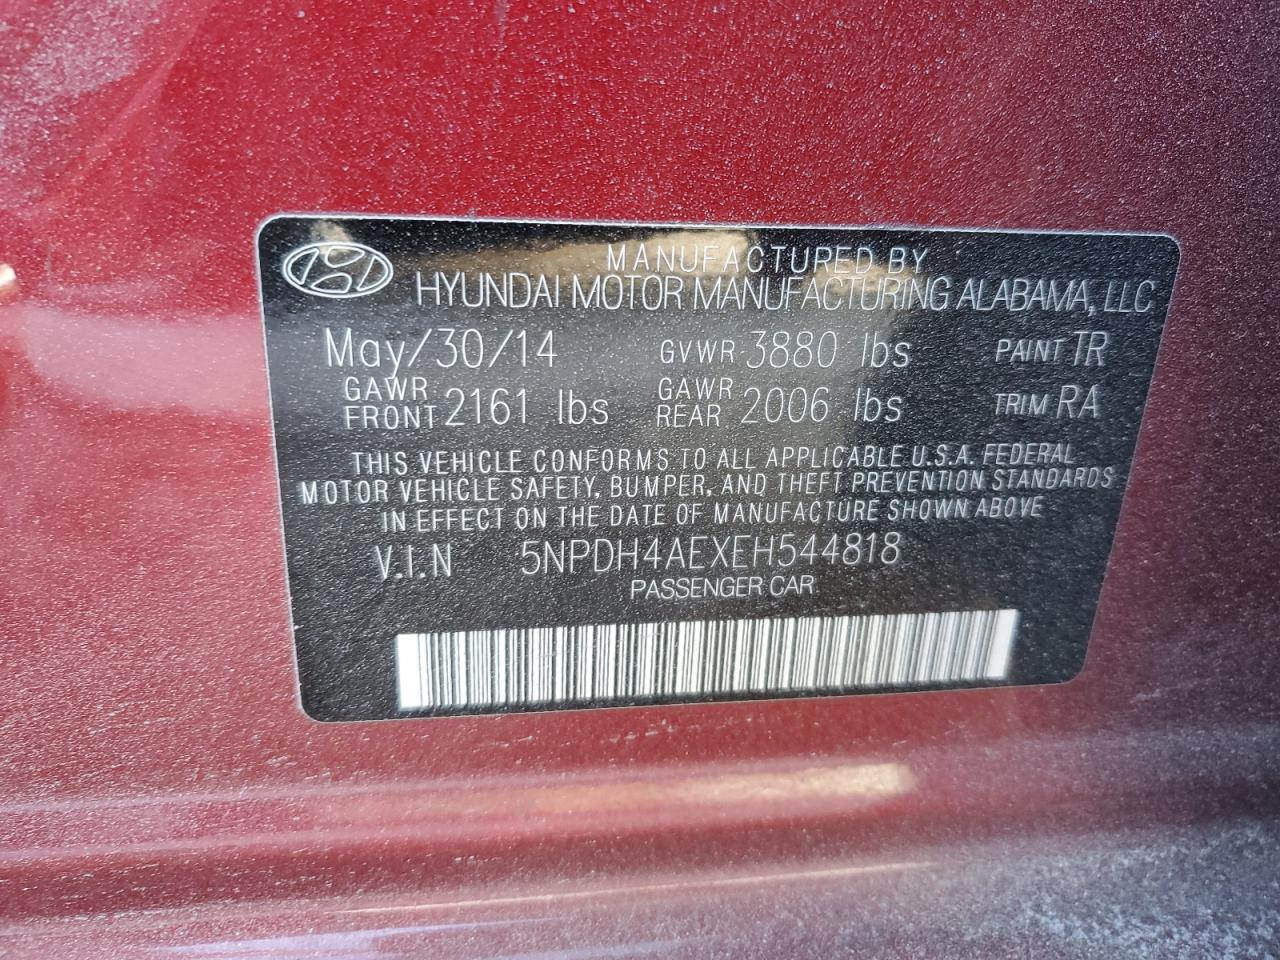 MANUFACTURED BY
HYUNDAI MOTOR MANUFACTURING ALABAMA, LLC
May/30/14 GVWR 3880 lbs PAINT TR
GAWR FRONT 2161 lbs GAWR REAR 2006 lbs TRIM RA
THIS VEHICLE CONFORMS TO ALL APPLICABLE U.S.A. FEDERAL
MOTOR VEHICLE SAFETY, BUMPER, AND THEFT PREVENTION STANDARDS
IN EFFECT ON THE DATE OF MANUFACTURE SHOWN ABOVE
V.I.N 5NPDH4AEXEH544818
PASSENGER CAR